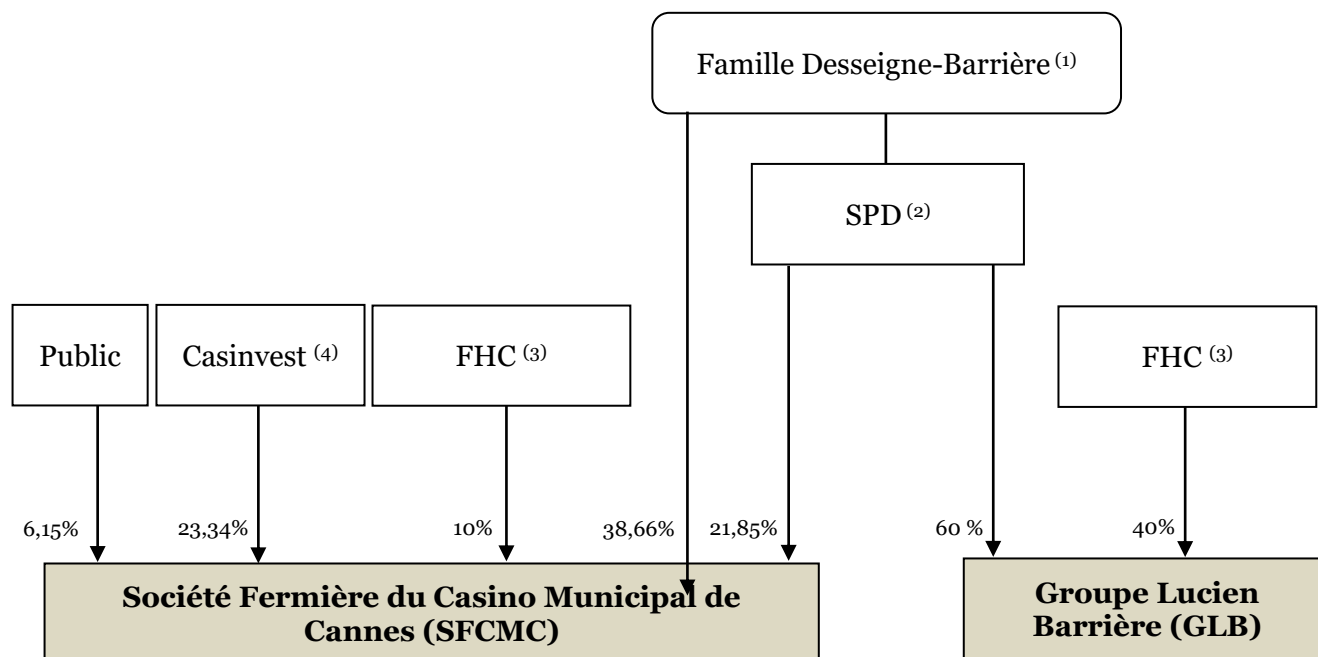 Famille Desseigne-Barrière (1)
SPD (2)
Public
Casinvest (4)
FHC (3)
FHC (3)
6,15%
23,34%
10%
38,66%
21,85%
60 %
40%
Société Fermière du Casino Municipal de
Cannes (SFCMC)
Groupe Lucien
Barrière (GLB)